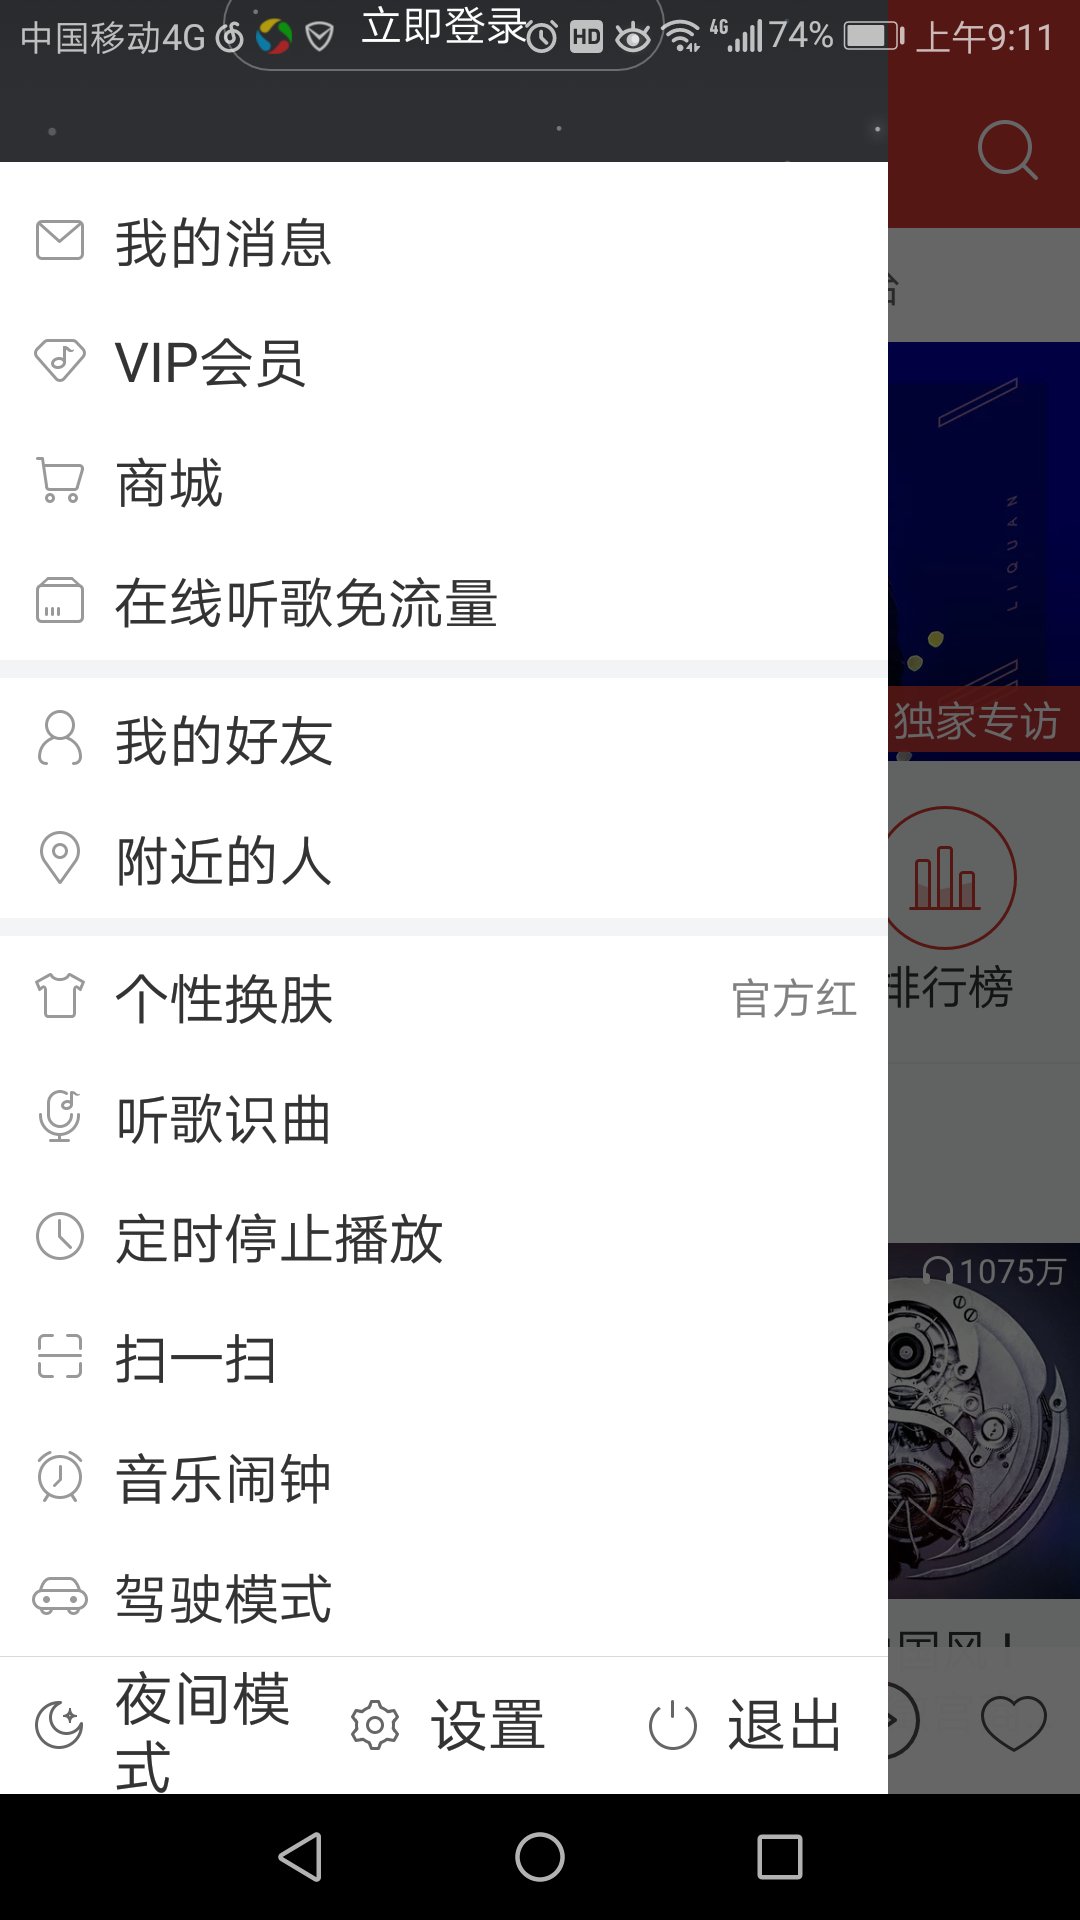 中国移动4G HD 4G 74% 上午9:11
立即登录
我的消息
VIP会员
商城
在线听歌免流量
LIQUAN
独家专访
我的好友
附近的人
个性换肤 官方红
排行榜
听歌识曲
定时停止播放
1075万
扫一扫
音乐闹钟
驾驶模式
国风！
夜间模
式
设置
退出